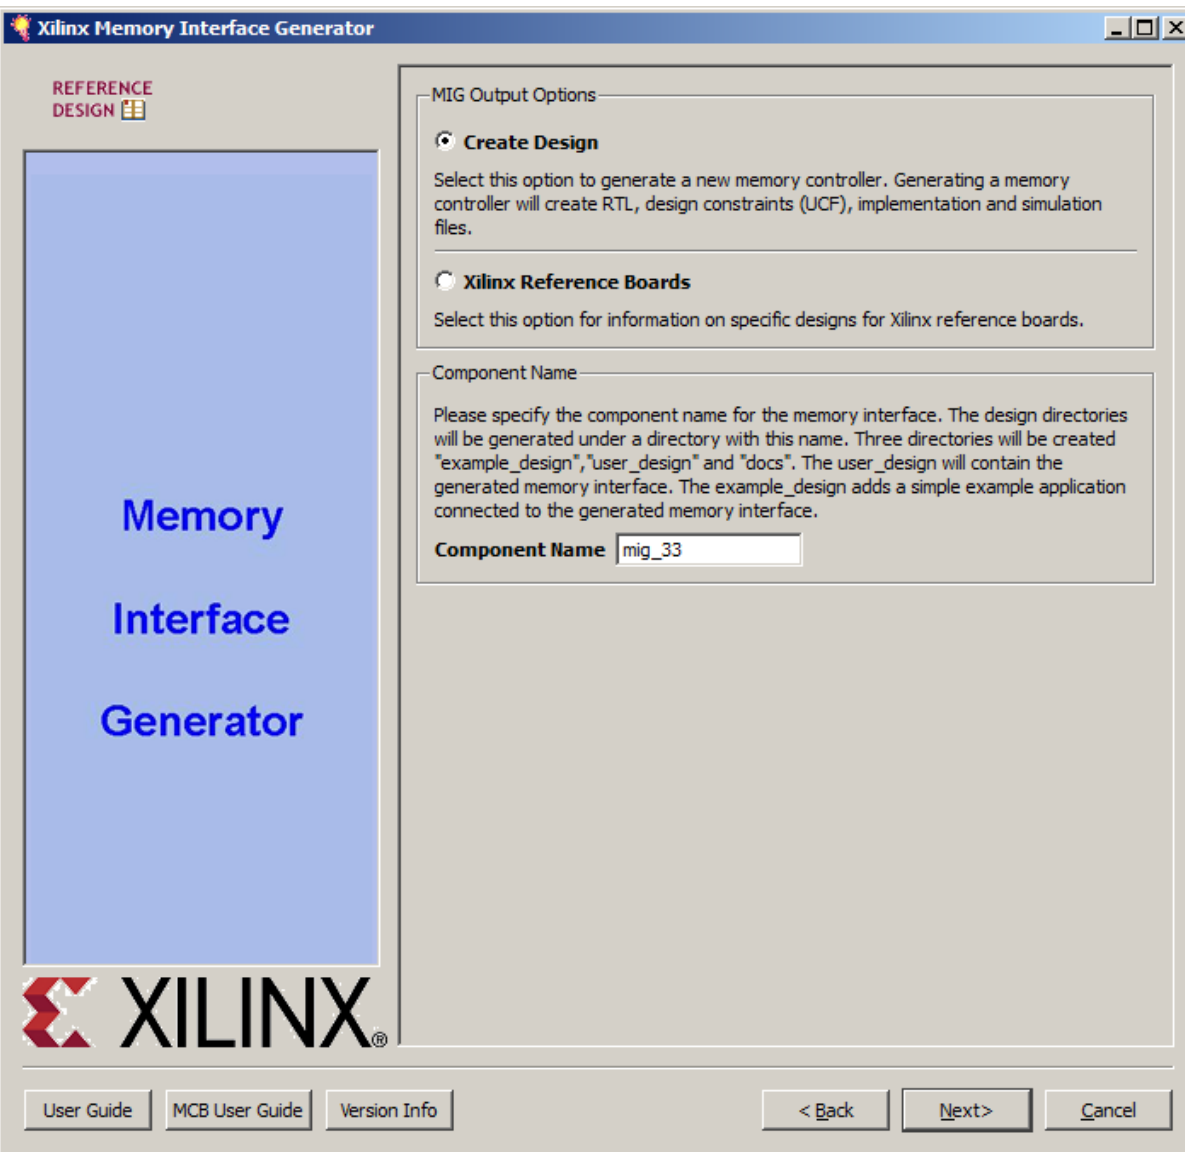 Xilinx Memory Interface Generator
REFERENCE
DESIGN
Memory
Interface
Generator
XILINX®
MIG Output Options
Create Design
Select this option to generate a new memory controller. Generating a memory
controller will create RTL, design constraints (UCF), implementation and simulation
files.
Xilinx Reference Boards
Select this option for information on specific designs for Xilinx reference boards.
Component Name
Please specify the component name for the memory interface. The design directories
will be generated under a directory with this name. Three directories will be created
"example_design","user_design" and "docs". The user_design will contain the
generated memory interface. The example_design adds a simple example application
connected to the generated memory interface.
Component Name mig_33
User Guide MCB User Guide Version Info < Back Next> Cancel